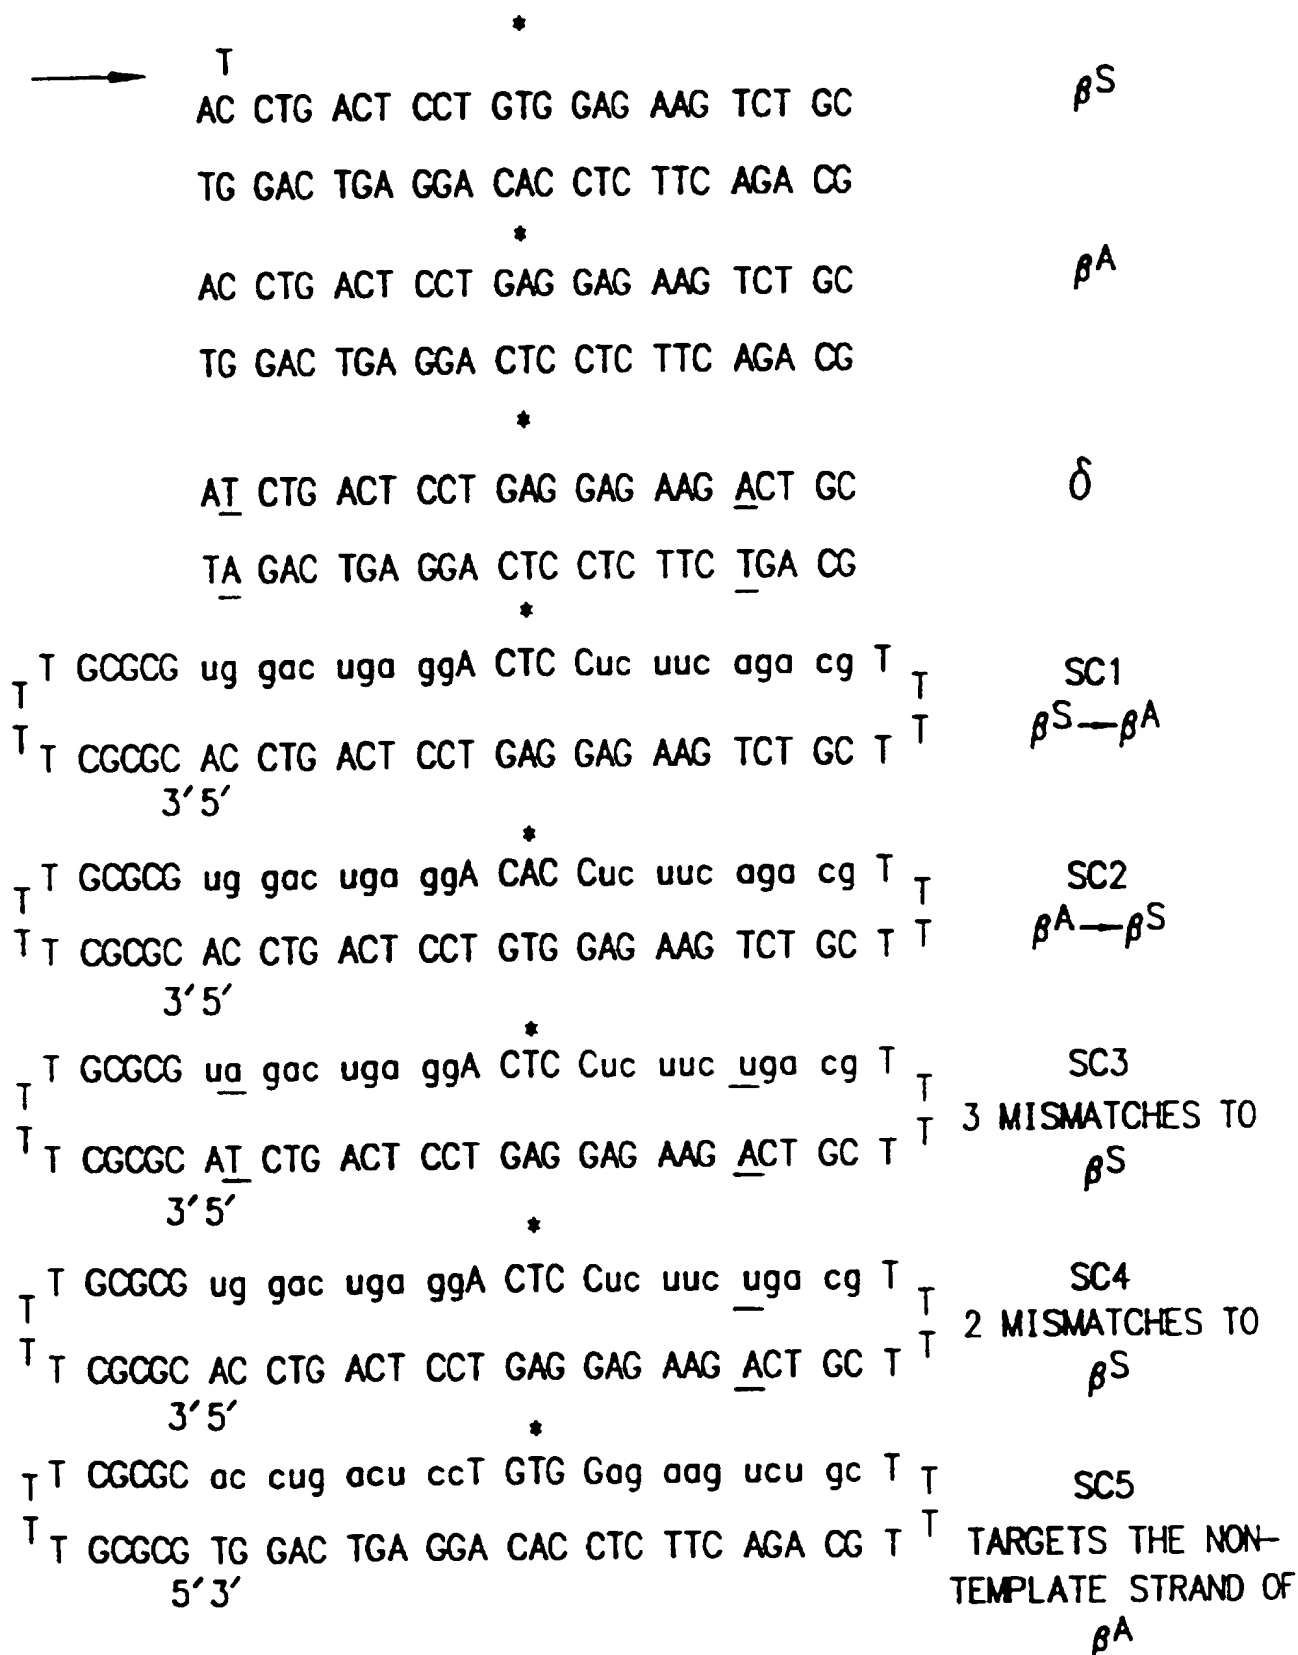 *
T
AC CTG ACT CCT GTG GAG AAG TCT GC βS
TG GAC TGA GGA CAC CTC TTC AGA CG
*
AC CTG ACT CCT GAG GAG AAG TCT GC βA
TG GAC TGA GGA CTC CTC TTC AGA CG
*
AT CTG ACT CCT GAG GAG AAG ACT GC δ
TA GAC TGA GGA CTC CTC TTC TGA CG
*
T GCGCG ug gac uga ggA CTC Cuc uuc aga cg T SC1
T T
T T βS—βA
T CGCGC AC CTG ACT CCT GAG GAG AAG TCT GC T
3′5′
*
T GCGCG ug gac uga ggA CAC Cuc uuc aga cg T SC2
T T
T T βA—βS
T CGCGC AC CTG ACT CCT GTG GAG AAG TCT GC T
3′5′
*
T GCGCG ua gac uga ggA CTC Cuc uuc uga cg T SC3
T T
T T 3 MISMATCHES TO
T CGCGC AT CTG ACT CCT GAG GAG AAG ACT GC T βS
3′5′
*
T GCGCG ug gac uga ggA CTC Cuc uuc uga cg T SC4
T T
T T 2 MISMATCHES TO
T CGCGC AC CTG ACT CCT GAG GAG AAG ACT GC T βS
3′5′
*
T CGCGC ac cug acu ccT GTG Gag aag ucu gc T SC5
T T
T T TARGETS THE NON-
T GCGCG TG GAC TGA GGA CAC CTC TTC AGA CG T
5′3′ TEMPLATE STRAND OF
βA